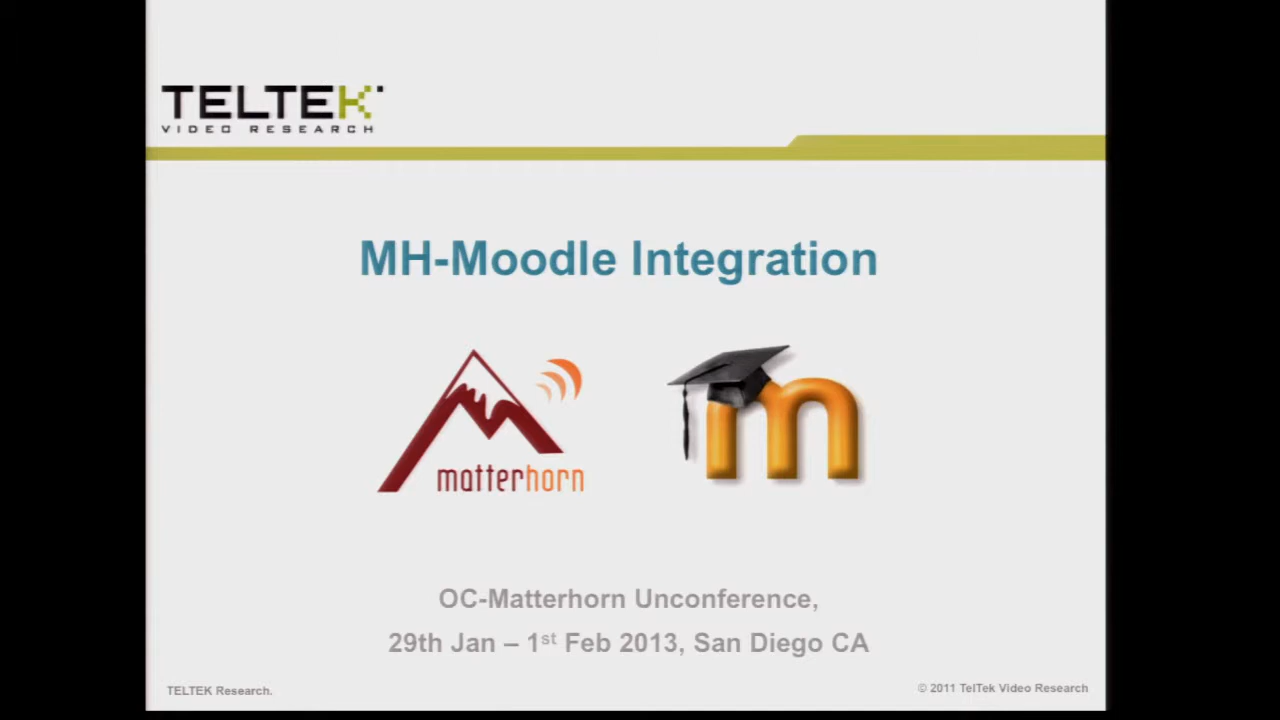 TELTEK
VIDEO RESEARCH
MH-Moodle Integration
matterhorn
m
OC-Matterhorn Unconference,
29th Jan – 1st Feb 2013, San Diego CA
TELTEK Research.
© 2011 TelTek Video Research